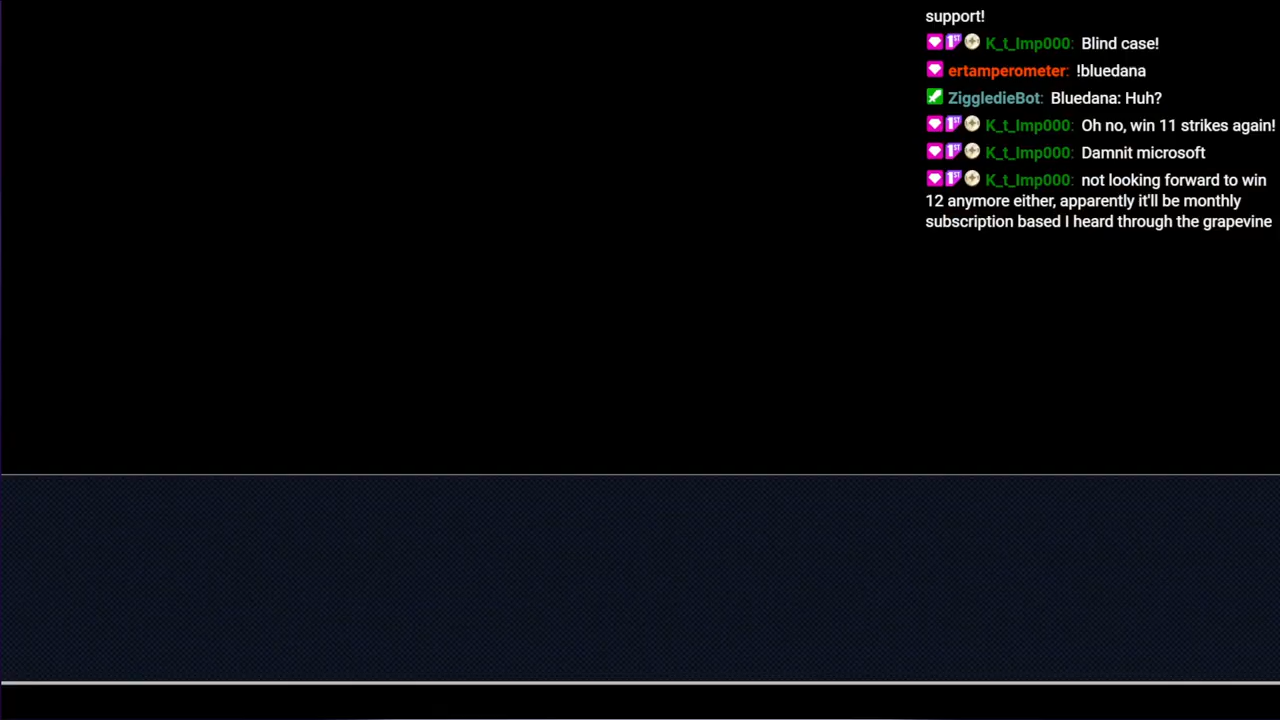 support!
K_t_Imp000: Blind case!
ertamperometer: !bluedana
ZiggledieBot: Bluedana: Huh?
K_t_Imp000: Oh no, win 11 strikes again!
K_t_Imp000: Damnit microsoft
K_t_Imp000: not looking forward to win
12 anymore either, apparently it'll be monthly
subscription based I heard through the grapevine